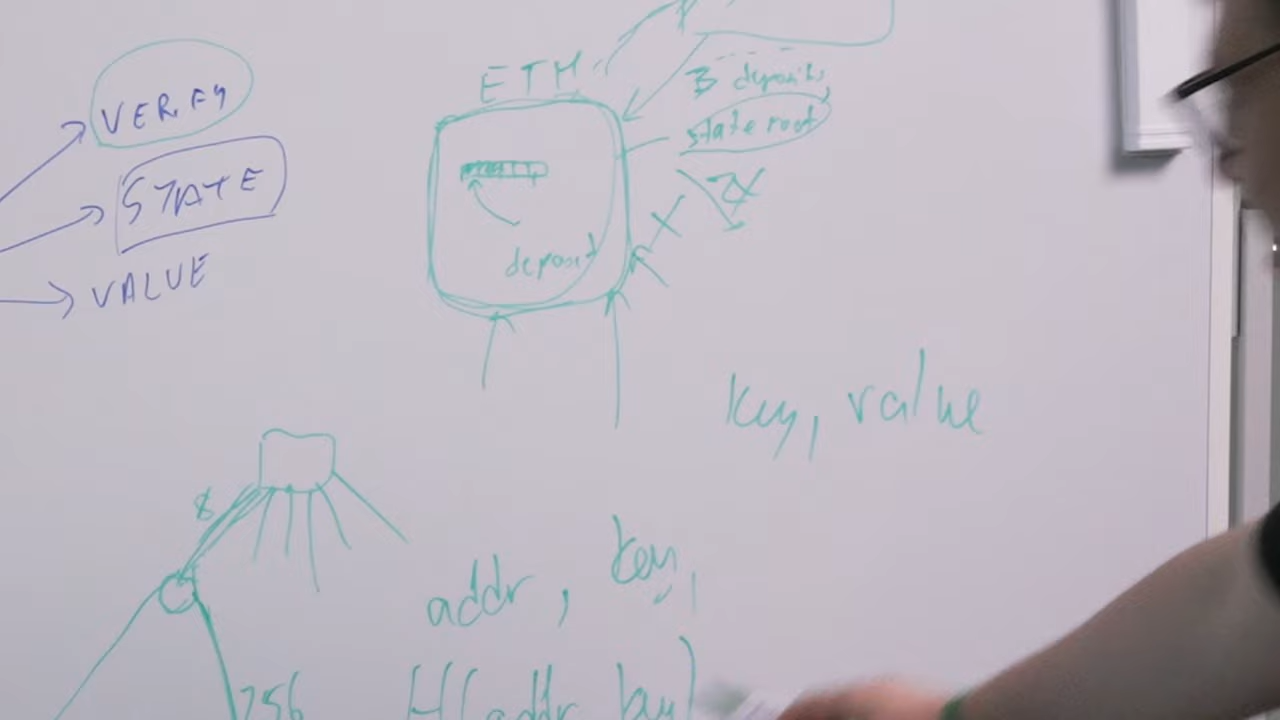 VERIFY
STATE
VALUE
ETH
3 deposits
state root
deposit
key, value
8
addr, key,
256
H(addr key)